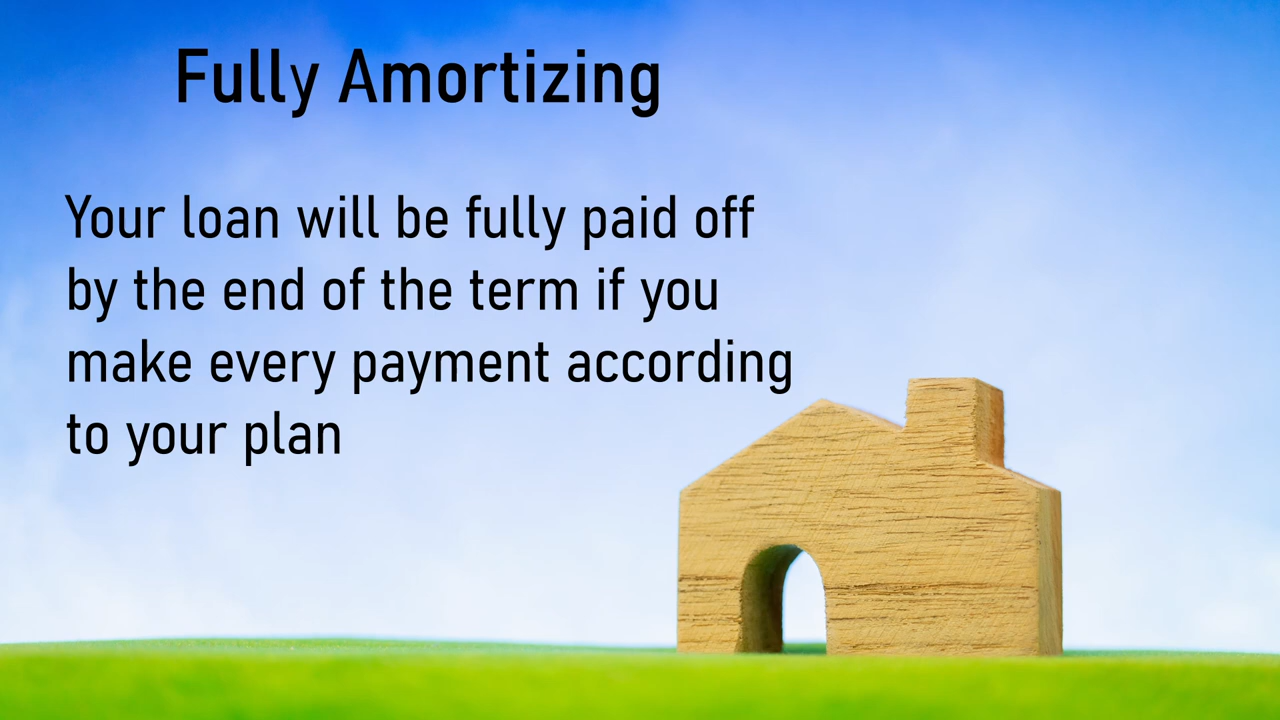 Fully Amortizing
Your loan will be fully paid off
by the end of the term if you
make every payment according
to your plan